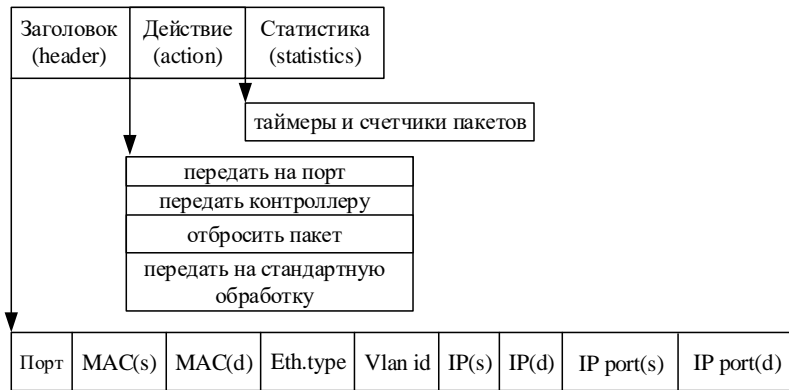 Заголовок Действие Статистика
(header) (action) (statistics)
таймеры и счетчики пакетов
передать на порт
передать контроллеру
отбросить пакет
передать на стандартную
обработку
Порт MAC(s) MAC(d) Eth.type Vlan id IP(s) IP(d) IP port(s) IP port(d)